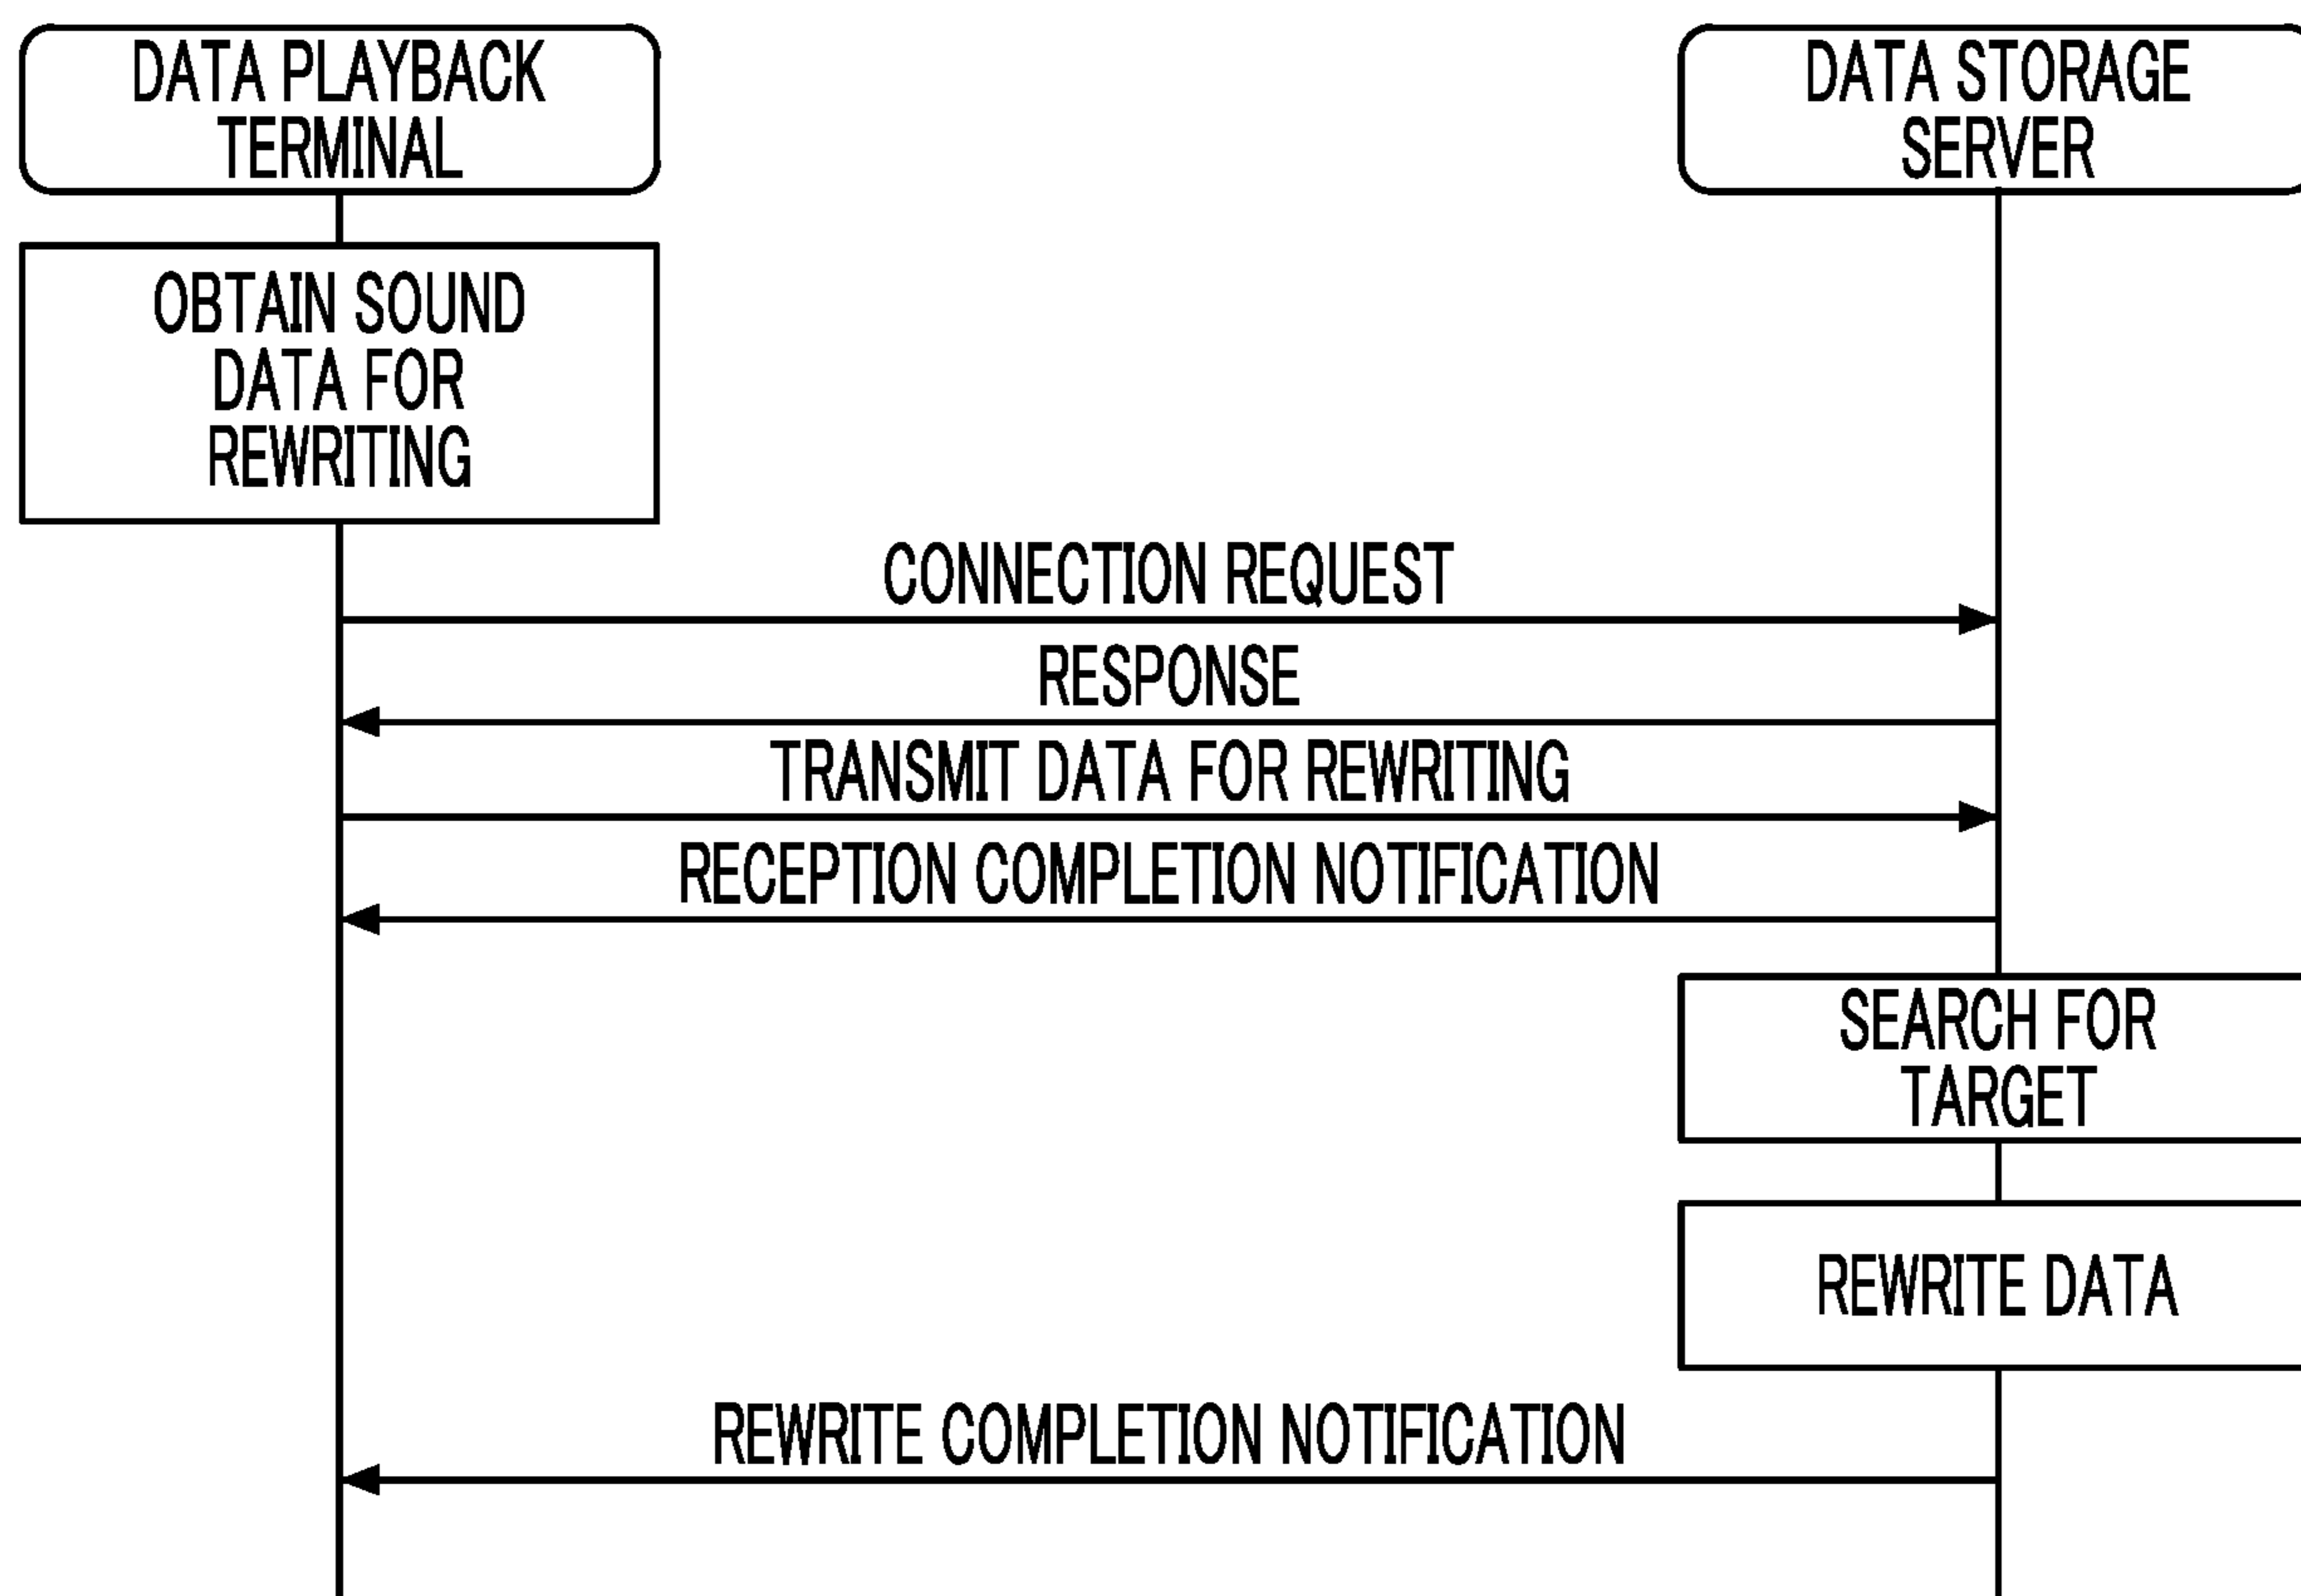 DATA PLAYBACK
TERMINAL
DATA STORAGE
SERVER
OBTAIN SOUND
DATA FOR
REWRITING
CONNECTION REQUEST
RESPONSE
TRANSMIT DATA FOR REWRITING
RECEPTION COMPLETION NOTIFICATION
SEARCH FOR
TARGET
REWRITE DATA
REWRITE COMPLETION NOTIFICATION